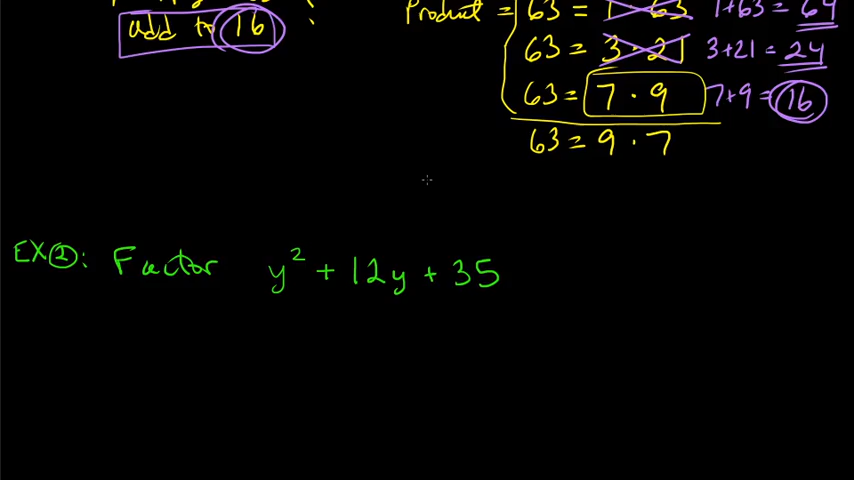 add to 16 :
Product = 63 = 1 · 63 1+63 = 64
63 = 3 · 21 3+21 = 24
63 = 7 · 9 7+9 = 16
63 = 9 · 7
EX②: Factor y² + 12y + 35